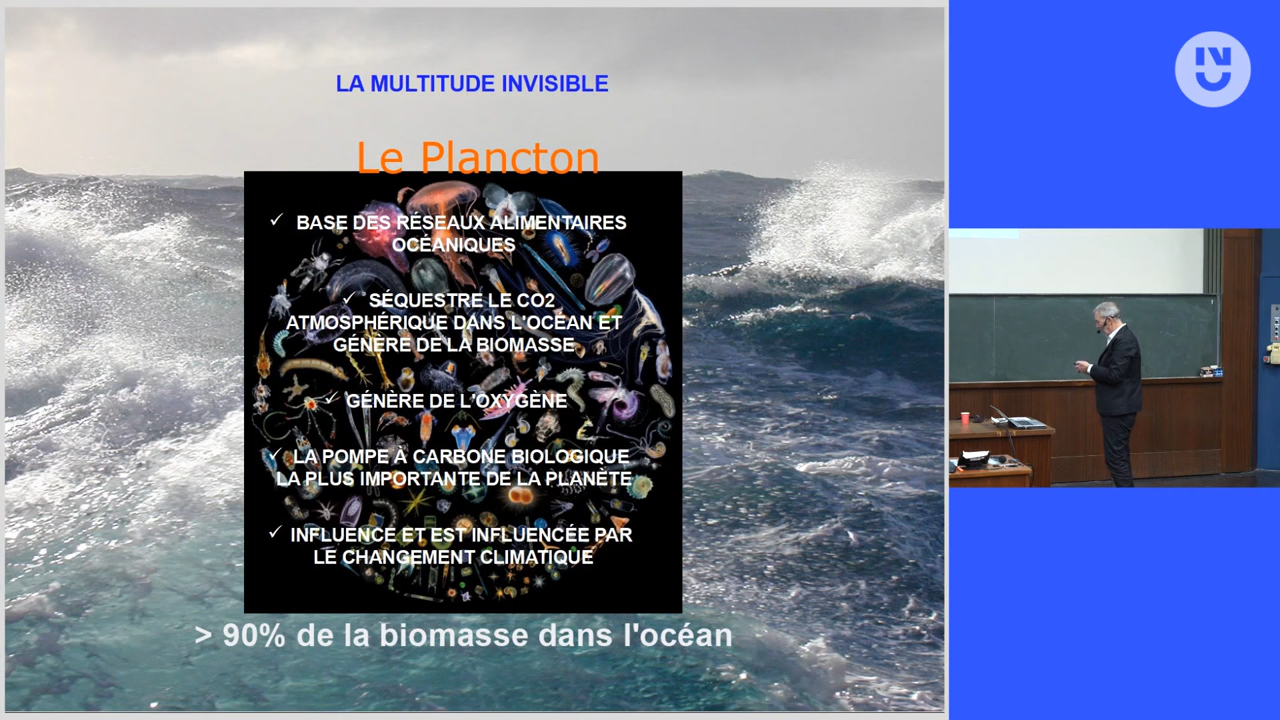 LA MULTITUDE INVISIBLE
Le Plancton
✓ BASE DES RÉSEAUX ALIMENTAIRES
OCÉANIQUES
✓ SÉQUESTRE LE CO2
ATMOSPHÉRIQUE DANS L'OCÉAN ET
GÉNÈRE DE LA BIOMASSE
✓ GÉNÈRE DE L'OXYGÈNE
✓ LA POMPE À CARBONE BIOLOGIQUE
LA PLUS IMPORTANTE DE LA PLANÈTE
✓ INFLUENCE ET EST INFLUENCÉE PAR
LE CHANGEMENT CLIMATIQUE
> 90% de la biomasse dans l'océan